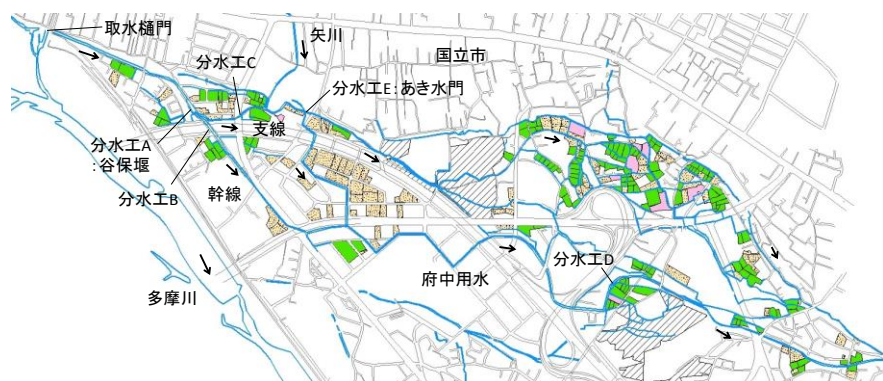 取水樋門
矢川
分水工C
国立市
分水工E:あき水門
支線
分水工A
:谷保堰
幹線
分水工B
分水工D
府中用水
多摩川